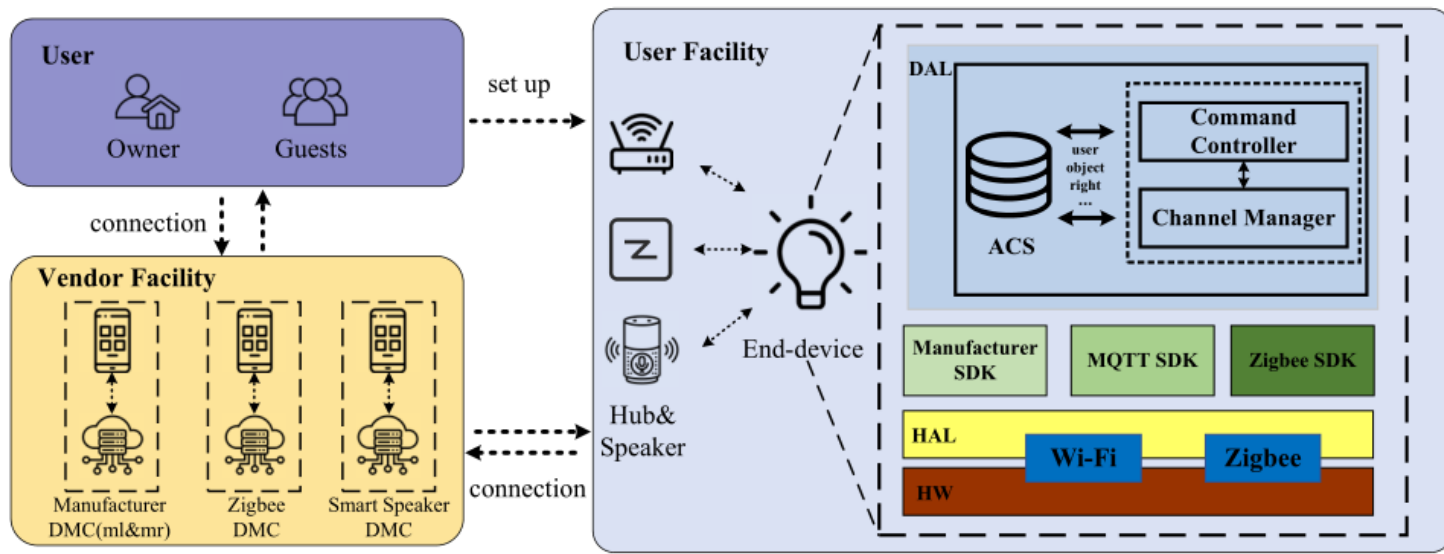 User
Owner
Guests
set up
connection
Vendor Facility
Manufacturer
DMC(ml&mr)
Zigbee
DMC
Smart Speaker
DMC
connection
User Facility
Hub&
Speaker
End-device
DAL
ACS
user
object
right
...
Command
Controller
Channel Manager
Manufacturer
SDK
MQTT SDK
Zigbee SDK
HAL
Wi-Fi
Zigbee
HW